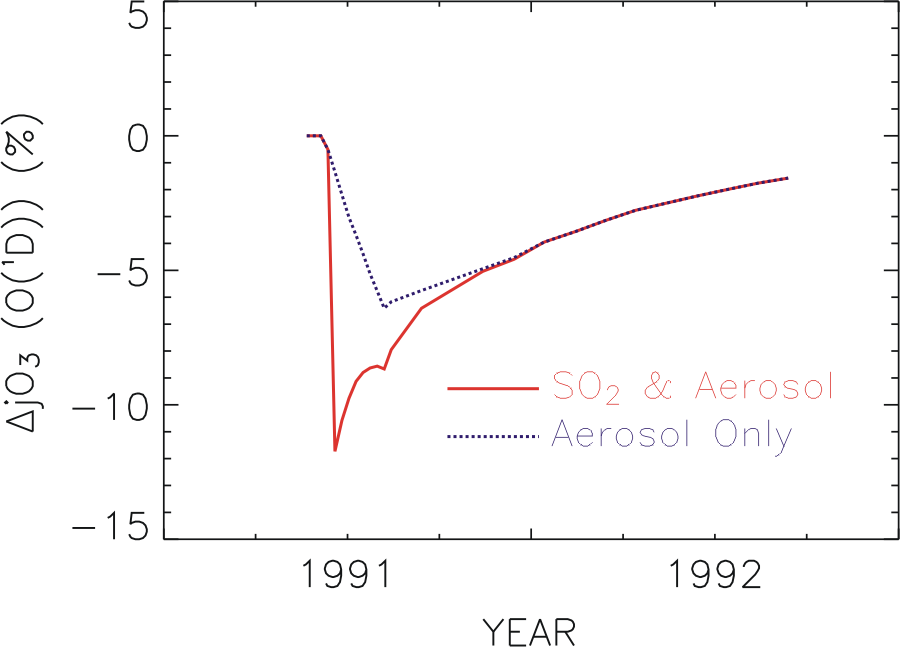 5
0
−5
−10
−15
ΔjO₃ (O(¹D)) (%)
SO₂ & Aerosol
Aerosol Only
1991
1992
YEAR